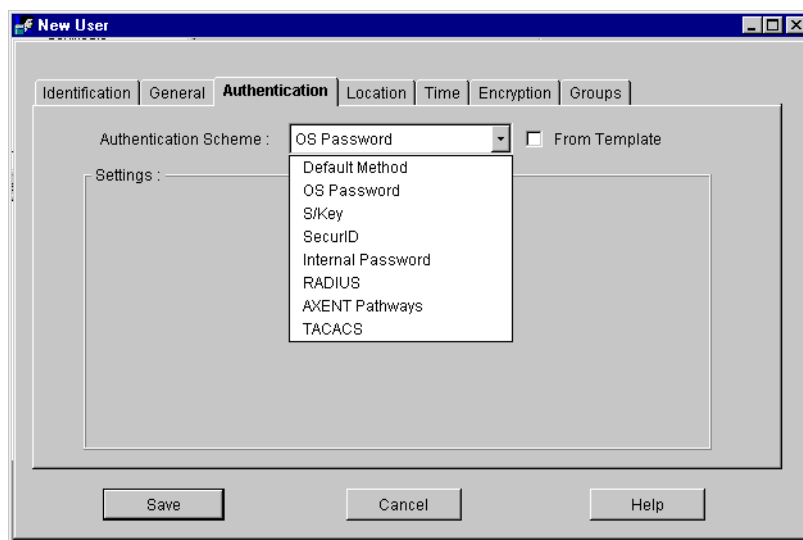 New User
Identification General Authentication Location Time Encryption Groups
Authentication Scheme : OS Password From Template
Settings :
Default Method
OS Password
S/Key
SecurID
Internal Password
RADIUS
AXENT Pathways
TACACS
Save Cancel Help